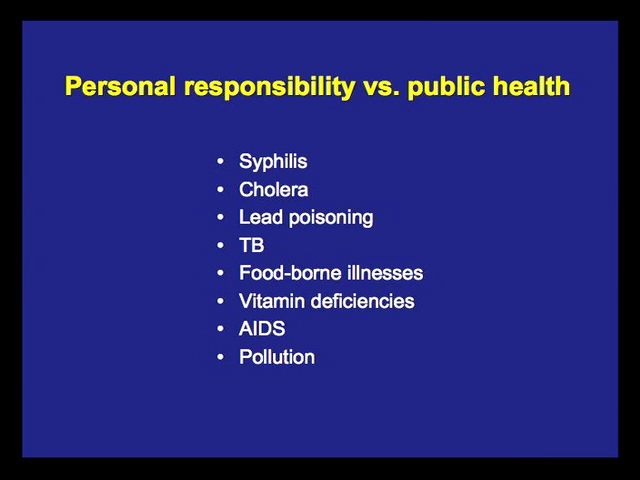 Personal responsibility vs. public health
• Syphilis
• Cholera
• Lead poisoning
• TB
• Food-borne illnesses
• Vitamin deficiencies
• AIDS
• Pollution